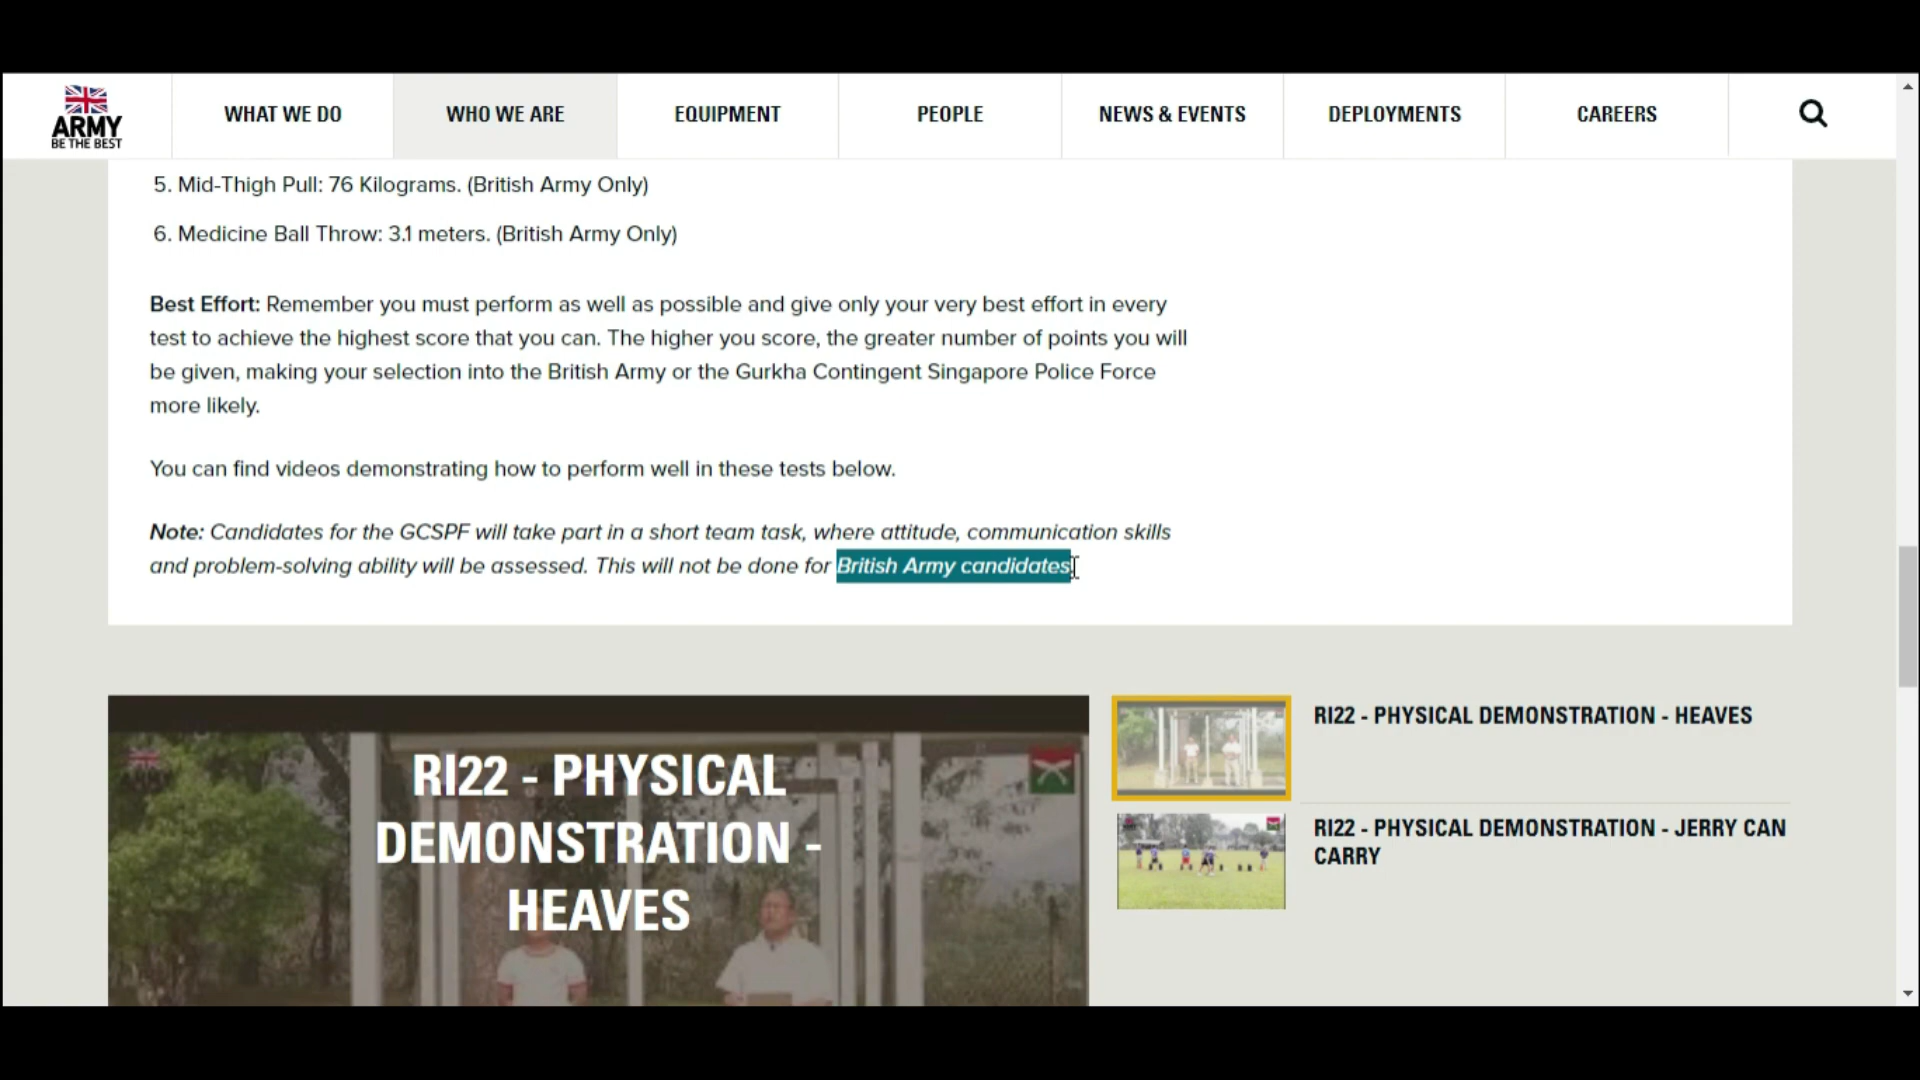 ARMY
BE THE BEST
WHAT WE DO
WHO WE ARE
EQUIPMENT
PEOPLE
NEWS & EVENTS
DEPLOYMENTS
CAREERS
5. Mid-Thigh Pull: 76 Kilograms. (British Army Only)
6. Medicine Ball Throw: 3.1 meters. (British Army Only)
Best Effort: Remember you must perform as well as possible and give only your very best effort in every
test to achieve the highest score that you can. The higher you score, the greater number of points you will
be given, making your selection into the British Army or the Gurkha Contingent Singapore Police Force
more likely.
You can find videos demonstrating how to perform well in these tests below.
Note: Candidates for the GCSPF will take part in a short team task, where attitude, communication skills
and problem-solving ability will be assessed. This will not be done for British Army candidates.
RI22 - PHYSICAL
DEMONSTRATION -
HEAVES
RI22 - PHYSICAL DEMONSTRATION - HEAVES
RI22 - PHYSICAL DEMONSTRATION - JERRY CAN
CARRY